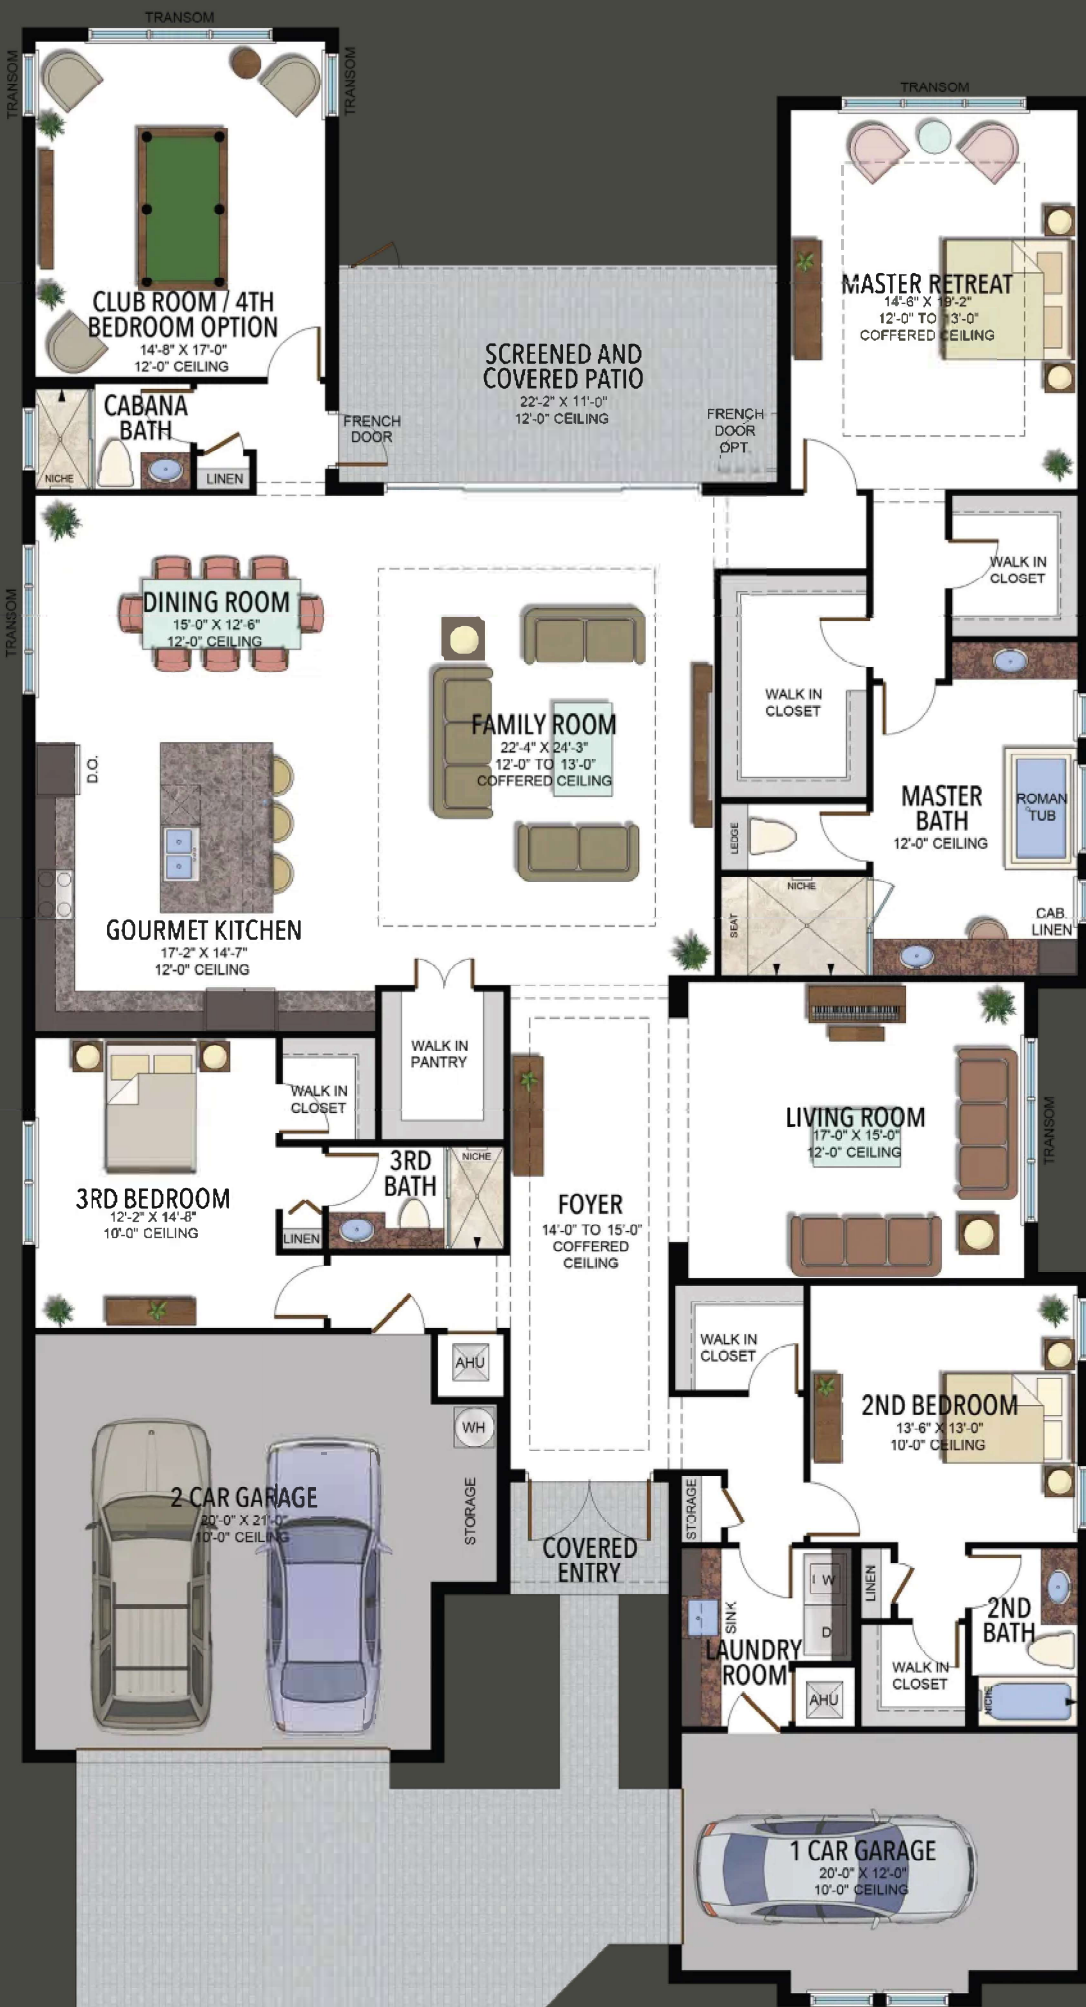 TRANSOM
TRANSOM
TRANSOM
CLUB ROOM / 4TH
BEDROOM OPTION
14'-8" X 17'-0"
12'-0" CEILING
TRANSOM
MASTER RETREAT
14'-6" X 19'-2"
12'-0" TO 13'-0"
COFFERED CEILING
SCREENED AND
COVERED PATIO
22'-2" X 11'-0"
12'-0" CEILING
FRENCH
DOOR
FRENCH
DOOR
OPT.
CABANA
BATH
NICHE
LINEN
WALK IN
CLOSET
TRANSOM
DINING ROOM
15'-0" X 12'-6"
12'-0" CEILING
FAMILY ROOM
22'-4" X 24'-3"
12'-0" TO 13'-0"
COFFERED CEILING
WALK IN
CLOSET
D.O.
MASTER
BATH
12'-0" CEILING
ROMAN
TUB
LEDGE
NICHE
SEAT
CAB.
LINEN
GOURMET KITCHEN
17'-2" X 14'-7"
12'-0" CEILING
WALK IN
PANTRY
WALK IN
CLOSET
3RD BEDROOM
12'-2" X 14'-8"
10'-0" CEILING
3RD
BATH
NICHE
LINEN
FOYER
14'-0" TO 15'-0"
COFFERED
CEILING
LIVING ROOM
17'-0" X 15'-0"
12'-0" CEILING
TRANSOM
WALK IN
CLOSET
AHU
WH
STORAGE
2ND BEDROOM
13'-6" X 13'-0"
10'-0" CEILING
2 CAR GARAGE
20'-0" X 21'-0"
10'-0" CEILING
STORAGE
COVERED
ENTRY
W
D
SINK
LAUNDRY
ROOM
AHU
LINEN
2ND
BATH
WALK IN
CLOSET
NICHE
1 CAR GARAGE
20'-0" X 12'-0"
10'-0" CEILING